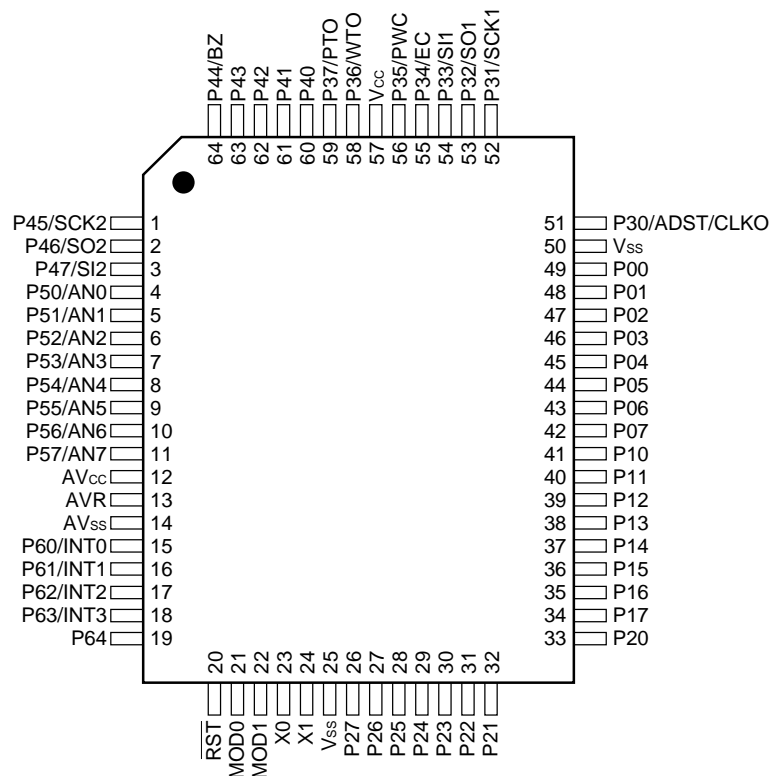 P44/BZ
P43
P42
P41
P40
P37/PTO
P36/WTO
Vcc
P35/PWC
P34/EC
P33/SI1
P32/SO1
P31/SCK1
64
63
62
61
60
59
58
57
56
55
54
53
52
P45/SCK2 1
P46/SO2 2
P47/SI2 3
P50/AN0 4
P51/AN1 5
P52/AN2 6
P53/AN3 7
P54/AN4 8
P55/AN5 9
P56/AN6 10
P57/AN7 11
AVcc 12
AVR 13
AVss 14
P60/INT0 15
P61/INT1 16
P62/INT2 17
P63/INT3 18
P64 19
51 P30/ADST/CLKO
50 Vss
49 P00
48 P01
47 P02
46 P03
45 P04
44 P05
43 P06
42 P07
41 P10
40 P11
39 P12
38 P13
37 P14
36 P15
35 P16
34 P17
33 P20
20
21
22
23
24
25
26
27
28
29
30
31
32
RST
MOD0
MOD1
X0
X1
Vss
P27
P26
P25
P24
P23
P22
P21